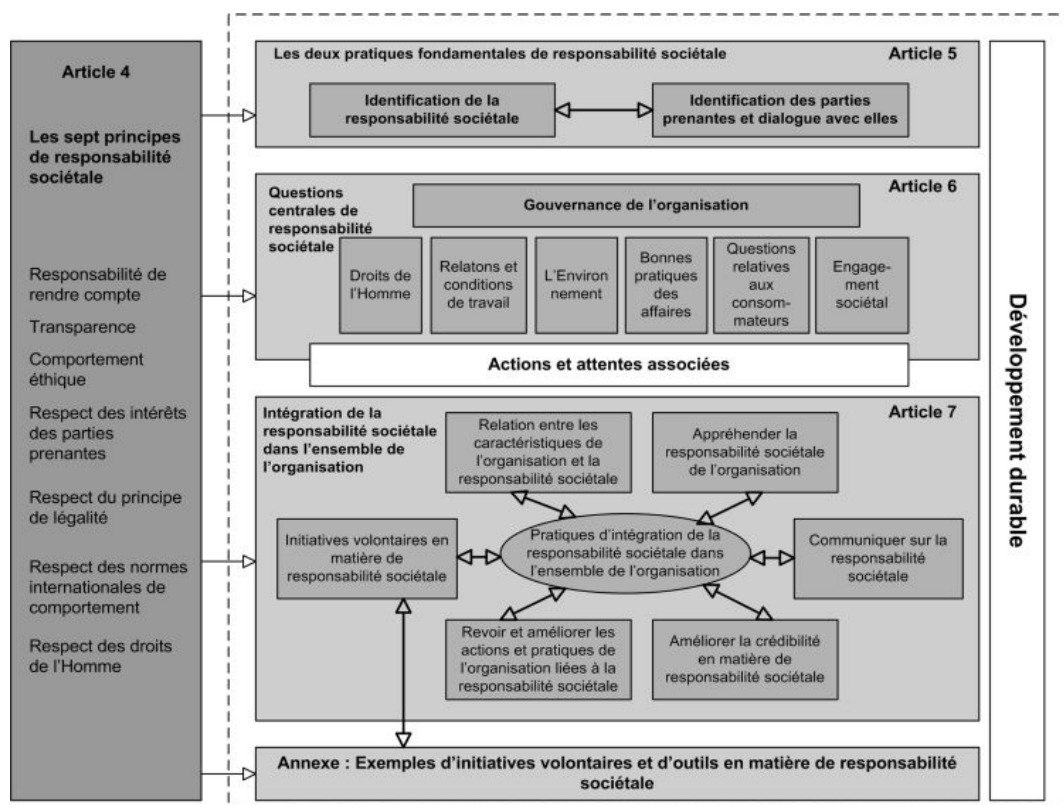 Article 4
Les sept principes
de responsabilité
sociétale
Responsabilité de
rendre compte
Transparence
Comportement
éthique
Respect des intérêts
des parties
prenantes
Respect du principe
de légalité
Respect des normes
internationales de
comportement
Respect des droits
de l'Homme
Les deux pratiques fondamentales de responsabilité sociétale
Article 5
Identification de la
responsabilité sociétale
Identification des parties
prenantes et dialogue avec elles
Questions
centrales de
responsabilité
sociétale
Article 6
Gouvernance de l'organisation
Droits de
l'Homme
Relatons et
conditions
de travail
L'Environ
nement
Bonnes
pratiques
des
affaires
Questions
relatives
aux
consom-
mateurs
Engage-
ment
sociétal
Actions et attentes associées
Intégration de la
responsabilité sociétale
dans l'ensemble de
l'organisation
Article 7
Relation entre les
caractéristiques de
l'organisation et la
responsabilité sociétale
Appréhender la
responsabilité sociétale
de l'organisation
Initiatives volontaires en
matière de
responsabilité sociétale
Pratiques d'intégration de la
responsabilité sociétale dans
l'ensemble de l'organisation
Communiquer sur la
responsabilité
sociétale
Revoir et améliorer les
actions et pratiques de
l'organisation liées à la
responsabilité sociétale
Améliorer la crédibilité
en matière de
responsabilité sociétale
Annexe : Exemples d'initiatives volontaires et d'outils en matière de responsabilité
sociétale
Développement durable